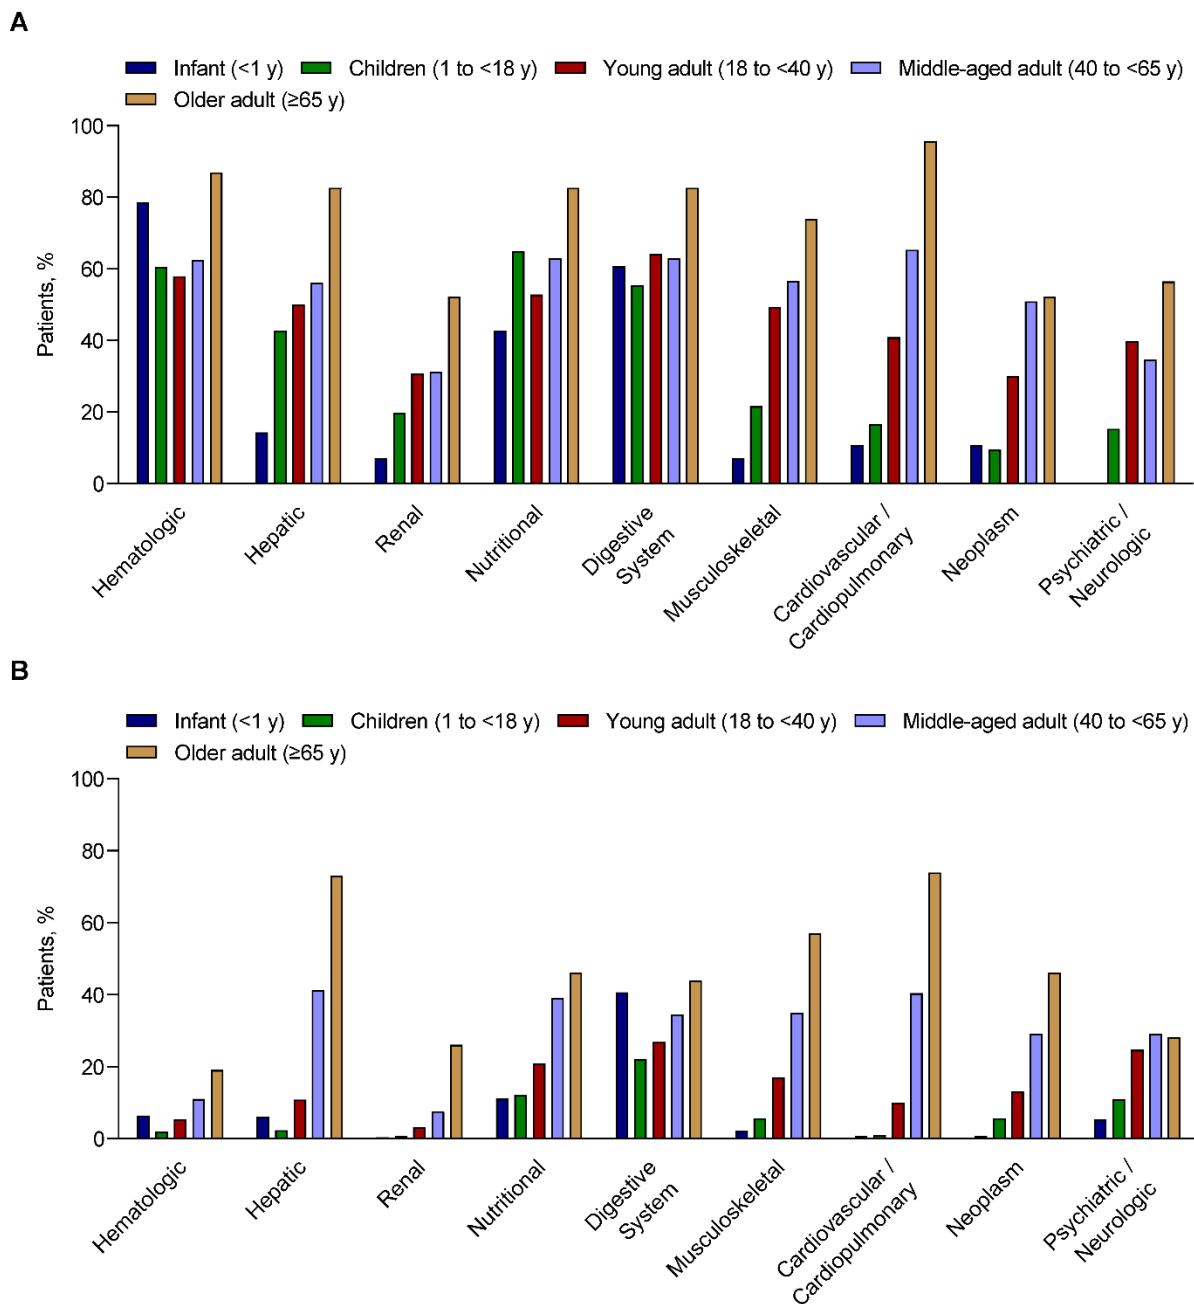 A
Infant (<1 y) Children (1 to <18 y) Young adult (18 to <40 y) Middle-aged adult (40 to <65 y)
Older adult (≥65 y)
100
80
60
40
20
0
Patients, %
Hematologic
Hepatic
Renal
Nutritional
Digestive
System
Musculoskeletal
Cardiovascular /
Cardiopulmonary
Neoplasm
Psychiatric /
Neurologic
B
Infant (<1 y) Children (1 to <18 y) Young adult (18 to <40 y) Middle-aged adult (40 to <65 y)
Older adult (≥65 y)
100
80
60
40
20
0
Patients, %
Hematologic
Hepatic
Renal
Nutritional
Digestive
System
Musculoskeletal
Cardiovascular /
Cardiopulmonary
Neoplasm
Psychiatric /
Neurologic